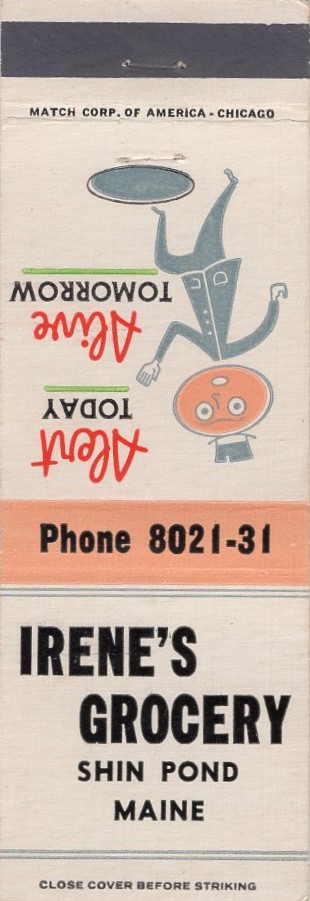 MATCH CORP. OF AMERICA - CHICAGO
Alert
TODAY
Alive
TOMORROW
Phone 8021-31
IRENE'S
GROCERY
SHIN POND
MAINE
CLOSE COVER BEFORE STRIKING